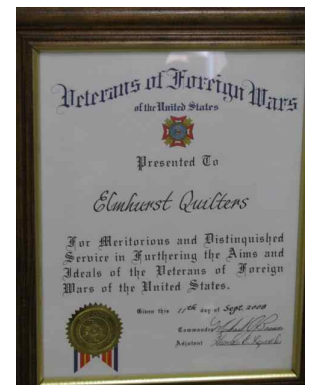 Veterans of Foreign Wars
of the United States
Presented To
Elmhurst Quilters
For Meritorious and Distinguished
Service in Furthering the Aims and
Ideals of the Veterans of Foreign
Wars of the United States.
Given this 11th day of Sept. 2008
Commander
Adjutant